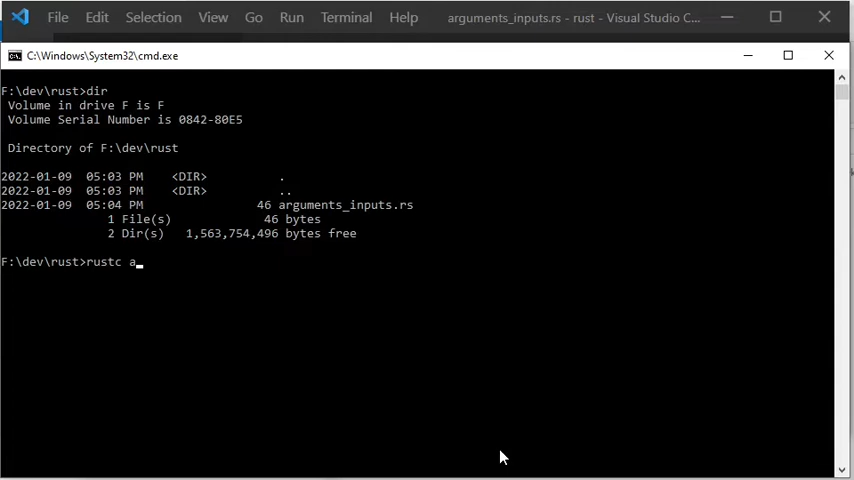 File Edit Selection View Go Run Terminal Help arguments_inputs.rs - rust - Visual Studio C...
C:\Windows\System32\cmd.exe
F:\dev\rust>dir
Volume in drive F is F
Volume Serial Number is 0842-80E5
Directory of F:\dev\rust
2022-01-09 05:03 PM <DIR> .
2022-01-09 05:03 PM <DIR> ..
2022-01-09 05:04 PM 46 arguments_inputs.rs
1 File(s) 46 bytes
2 Dir(s) 1,563,754,496 bytes free
F:\dev\rust>rustc a_